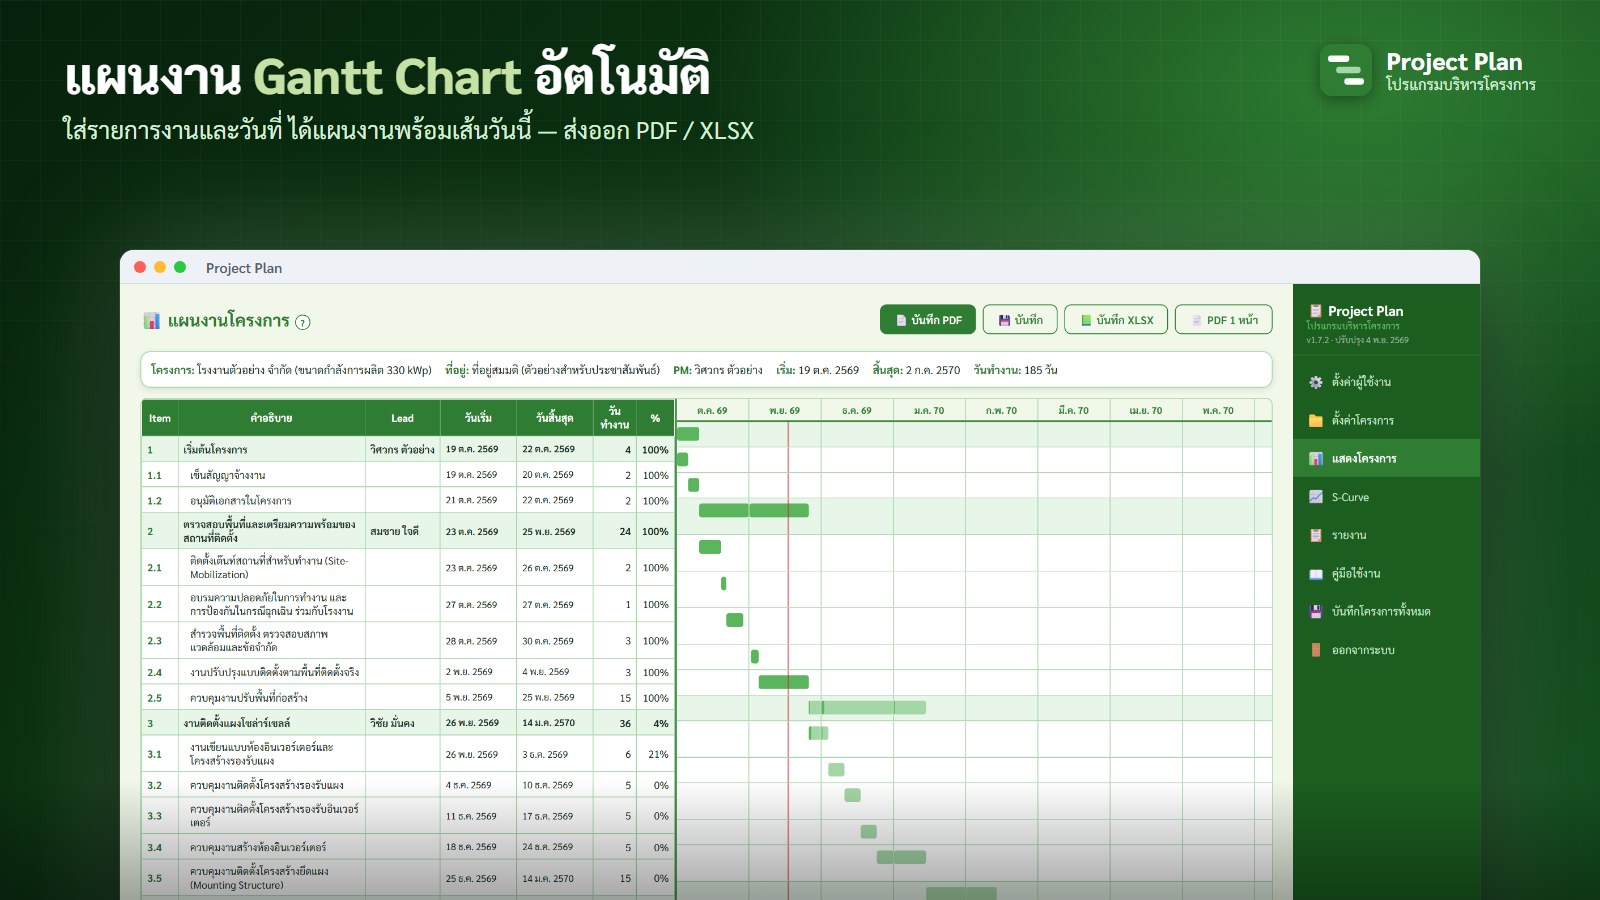 แผนงาน Gantt Chart อัตโนมัติ
ใส่รายการงานและวันที่ ได้แผนงานพร้อมเส้นวันนี้ — ส่งออก PDF / XLSX
Project Plan
โปรแกรมบริหารโครงการ
Project Plan
แผนงานโครงการ ?
บันทึก PDF
บันทึก
บันทึก XLSX
PDF 1 หน้า
โครงการ: โรงงานตัวอย่าง จำกัด (ขนาดกำลังการผลิต 330 kWp) ที่อยู่: ที่อยู่สมมติ (ตัวอย่างสำหรับประชาสัมพันธ์) PM: วิศวกร ตัวอย่าง เริ่ม: 19 ต.ค. 2569 สิ้นสุด: 2 ก.ค. 2570 วันทำงาน: 185 วัน
Item คำอธิบาย Lead วันเริ่ม วันสิ้นสุด วัน
ทำงาน %
ต.ค. 69 พ.ย. 69 ธ.ค. 69 ม.ค. 70 ก.พ. 70 มี.ค. 70 เม.ย. 70 พ.ค. 70
1 เริ่มต้นโครงการ วิศวกร ตัวอย่าง 19 ต.ค. 2569 22 ต.ค. 2569 4 100%
1.1 เซ็นสัญญาจ้างงาน 19 ต.ค. 2569 20 ต.ค. 2569 2 100%
1.2 อนุมัติเอกสารในโครงการ 21 ต.ค. 2569 22 ต.ค. 2569 2 100%
2 ตรวจสอบพื้นที่และเตรียมความพร้อมของ
สถานที่ติดตั้ง สมชาย ใจดี 23 ต.ค. 2569 25 พ.ย. 2569 24 100%
2.1 ติดตั้งเต็นท์สถานที่สำหรับทำงาน (Site-
Mobilization) 23 ต.ค. 2569 26 ต.ค. 2569 2 100%
2.2 อบรมความปลอดภัยในการทำงาน และ
การป้องกันในกรณีฉุกเฉิน ร่วมกับโรงงาน 27 ต.ค. 2569 27 ต.ค. 2569 1 100%
2.3 สำรวจพื้นที่ติดตั้ง ตรวจสอบสภาพ
แวดล้อมและข้อจำกัด 28 ต.ค. 2569 30 ต.ค. 2569 3 100%
2.4 งานปรับปรุงแบบติดตั้งตามพื้นที่ติดตั้งจริง 2 พ.ย. 2569 4 พ.ย. 2569 3 100%
2.5 ควบคุมงานปรับพื้นที่ก่อสร้าง 5 พ.ย. 2569 25 พ.ย. 2569 15 100%
3 งานติดตั้งแผงโซล่าร์เซลล์ วิชัย มั่นคง 26 พ.ย. 2569 14 ม.ค. 2570 36 4%
3.1 งานเขียนแบบห้องอินเวอร์เตอร์และ
โครงสร้างรองรับแผง 26 พ.ย. 2569 3 ธ.ค. 2569 6 21%
3.2 ควบคุมงานติดตั้งโครงสร้างรองรับแผง 4 ธ.ค. 2569 10 ธ.ค. 2569 5 0%
3.3 ควบคุมงานติดตั้งโครงสร้างรองรับอินเวอร์
เตอร์ 11 ธ.ค. 2569 17 ธ.ค. 2569 5 0%
3.4 ควบคุมงานสร้างห้องอินเวอร์เตอร์ 18 ธ.ค. 2569 24 ธ.ค. 2569 5 0%
3.5 ควบคุมงานติดตั้งโครงสร้างยึดแผง
(Mounting Structure) 25 ธ.ค. 2569 14 ม.ค. 2570 15 0%
Project Plan
โปรแกรมบริหารโครงการ
v1.7.2 · ปรับปรุง 4 พ.ย. 2569
ตั้งค่าผู้ใช้งาน
ตั้งค่าโครงการ
แสดงโครงการ
S-Curve
รายงาน
คู่มือใช้งาน
บันทึกโครงการทั้งหมด
ออกจากระบบ